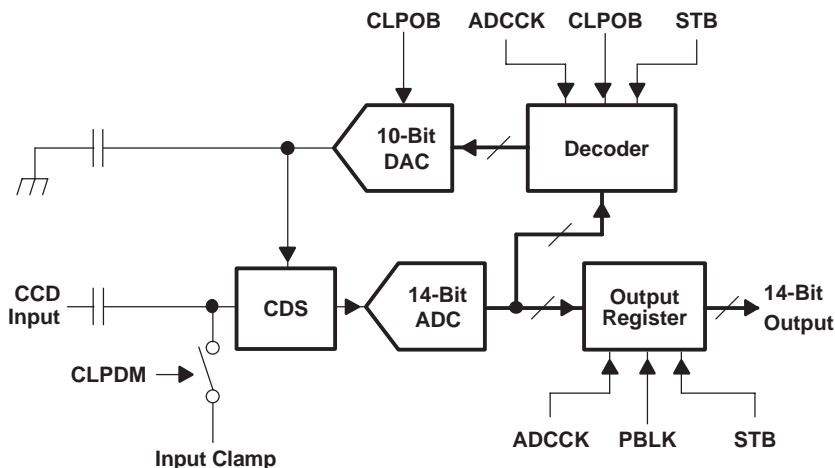 CLPOB
ADCCK
CLPOB
STB
10-Bit
DAC
Decoder
CCD
Input
CDS
14-Bit
ADC
Output
Register
14-Bit
Output
CLPDM
ADCCK
PBLK
STB
Input Clamp